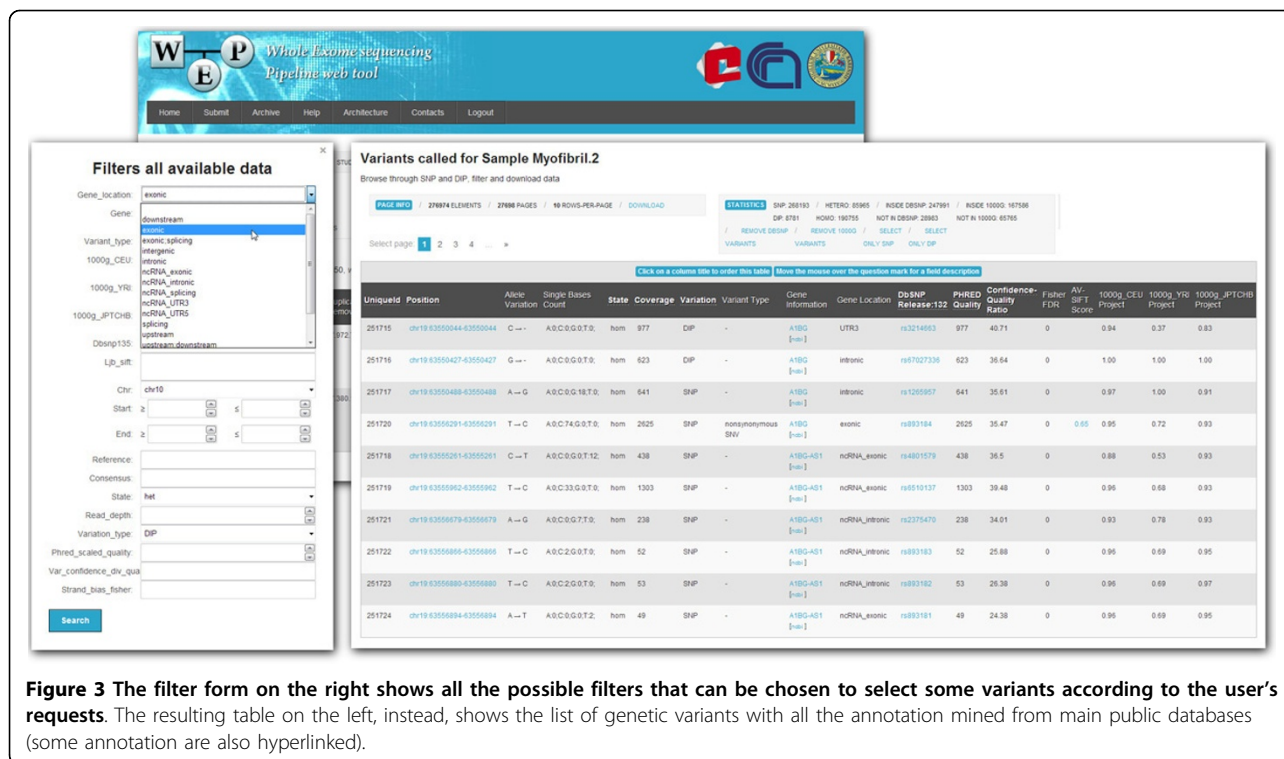 W E P
Whole Exome sequencing
Pipeline web tool
Home Submit Archive Help Architecture Contacts Logout
×
Filters all available data
Gene_location: exonic
Gene:
downstream
exonic
exonic;splicing
intergenic
intronic
ncRNA_exonic
ncRNA_intronic
ncRNA_splicing
ncRNA_UTR3
ncRNA_UTR5
splicing
upstream
upstream;downstream
Variant_type:
1000g_CEU:
1000g_YRI:
1000g_JPTCHB:
Dbsnp135:
Ljb_sift:
Chr: chr10
Start: ≥ ≤
End: ≥ ≤
Reference:
Consensus:
State: het
Read_depth:
Variation_type: DIP
Phred_scaled_quality:
Var_confidence_div_qua
Strand_bias_fisher:
Search
Variants called for Sample Myofibril.2
Browse through SNP and DIP, filter and download data
PAGE INFO / 276974 ELEMENTS / 27698 PAGES / 10 ROWS-PER-PAGE / DOWNLOAD
STATISTICS SNP: 268193 / HETERO: 85965 / INSIDE DBSNP: 247991 / INSIDE 1000G: 167586
DIP: 8781 HOMO: 190755 NOT IN DBSNP: 28983 NOT IN 1000G: 65765
/ REMOVE DBSNP / REMOVE 1000G / SELECT / SELECT
VARIANTS VARIANTS ONLY SNP ONLY DIP
Select page: 1 2 3 4 ... »
Click on a column title to order this table Move the mouse over the question mark for a field description
UniqueId Position Allele Variation Single Bases Count State Coverage Variation Variant Type Gene Information Gene Location DbSNP Release:132 PHRED Quality Confidence-Quality Ratio Fisher FDR AV-SIFT Score 1000g_CEU Project 1000g_YRI Project 1000g_JPTCHB Project
251715 chr19:63550044-63550044 C→- A:0;C:0;G:0;T:0; hom 977 DIP - A1BG UTR3 rs3214663 977 40.71 0 0.94 0.37 0.83
251716 chr19:63550427-63550427 G→- A:0;C:0;G:0;T:0; hom 623 DIP - A1BG intronic rs67027336 623 36.64 0 1.00 1.00 1.00
251717 chr19:63550488-63550488 A→G A:0;C:0;G:18;T:0; hom 641 SNP - A1BG intronic rs1265957 641 35.61 0 0.97 1.00 0.91
251720 chr19:63556291-63556291 T→C A:0;C:74;G:0;T:0; hom 2625 SNP nonsynonymous SNV A1BG exonic rs893184 2625 35.47 0 0.65 0.95 0.72 0.93
251718 chr19:63555261-63555261 C→T A:0;C:0;G:0;T:12; hom 438 SNP - A1BG-AS1 ncRNA_exonic rs4801579 438 36.5 0 0.88 0.53 0.93
251719 chr19:63555962-63555962 T→C A:0;C:33;G:0;T:0; hom 1303 SNP - A1BG-AS1 ncRNA_exonic rs6510137 1303 39.48 0 0.96 0.68 0.93
251721 chr19:63556679-63556679 A→G A:0;C:0;G:7;T:0; hom 238 SNP - A1BG-AS1 ncRNA_intronic rs2375470 238 34.01 0 0.93 0.78 0.93
251722 chr19:63556866-63556866 T→C A:0;C:2;G:0;T:0; hom 52 SNP - A1BG-AS1 ncRNA_intronic rs893183 52 25.88 0 0.96 0.69 0.95
251723 chr19:63556880-63556880 T→C A:0;C:2;G:0;T:0; hom 53 SNP - A1BG-AS1 ncRNA_intronic rs893182 53 26.38 0 0.96 0.69 0.97
251724 chr19:63556894-63556894 A→T A:0;C:0;G:0;T:2; hom 49 SNP - A1BG-AS1 ncRNA_exonic rs893181 49 24.38 0 0.96 0.69 0.95
Figure 3 The filter form on the right shows all the possible filters that can be chosen to select some variants according to the user's
requests. The resulting table on the left, instead, shows the list of genetic variants with all the annotation mined from main public databases
(some annotation are also hyperlinked).